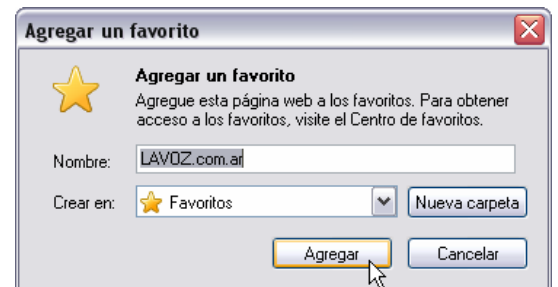 Agregar un favorito
Agregar un favorito
Agregue esta página web a los favoritos. Para obtener
acceso a los favoritos, visite el Centro de favoritos.
Nombre: LAVOZ.com.ar
Crear en: Favoritos Nueva carpeta
Agregar Cancelar